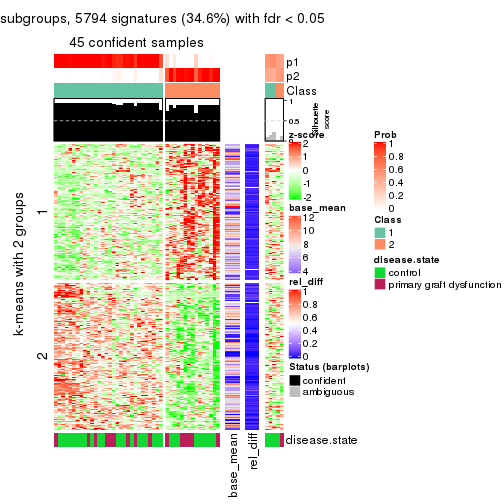 subgroups, 5794 signatures (34.6%) with fdr < 0.05
45 confident samples
p1
p2
Class
1
0.5
0
Silhouette
score
k-means with 2 groups
1
2
z-score
2
1
0
-1
-2
base_mean
12
10
8
6
4
rel_diff
1
0.8
0.6
0.4
0.2
0
Status (barplots)
confident
ambiguous
Prob
1
0.8
0.6
0.4
0.2
0
Class
1
2
disease.state
control
primary graft dysfunction
disease.state
base_mean
rel_diff